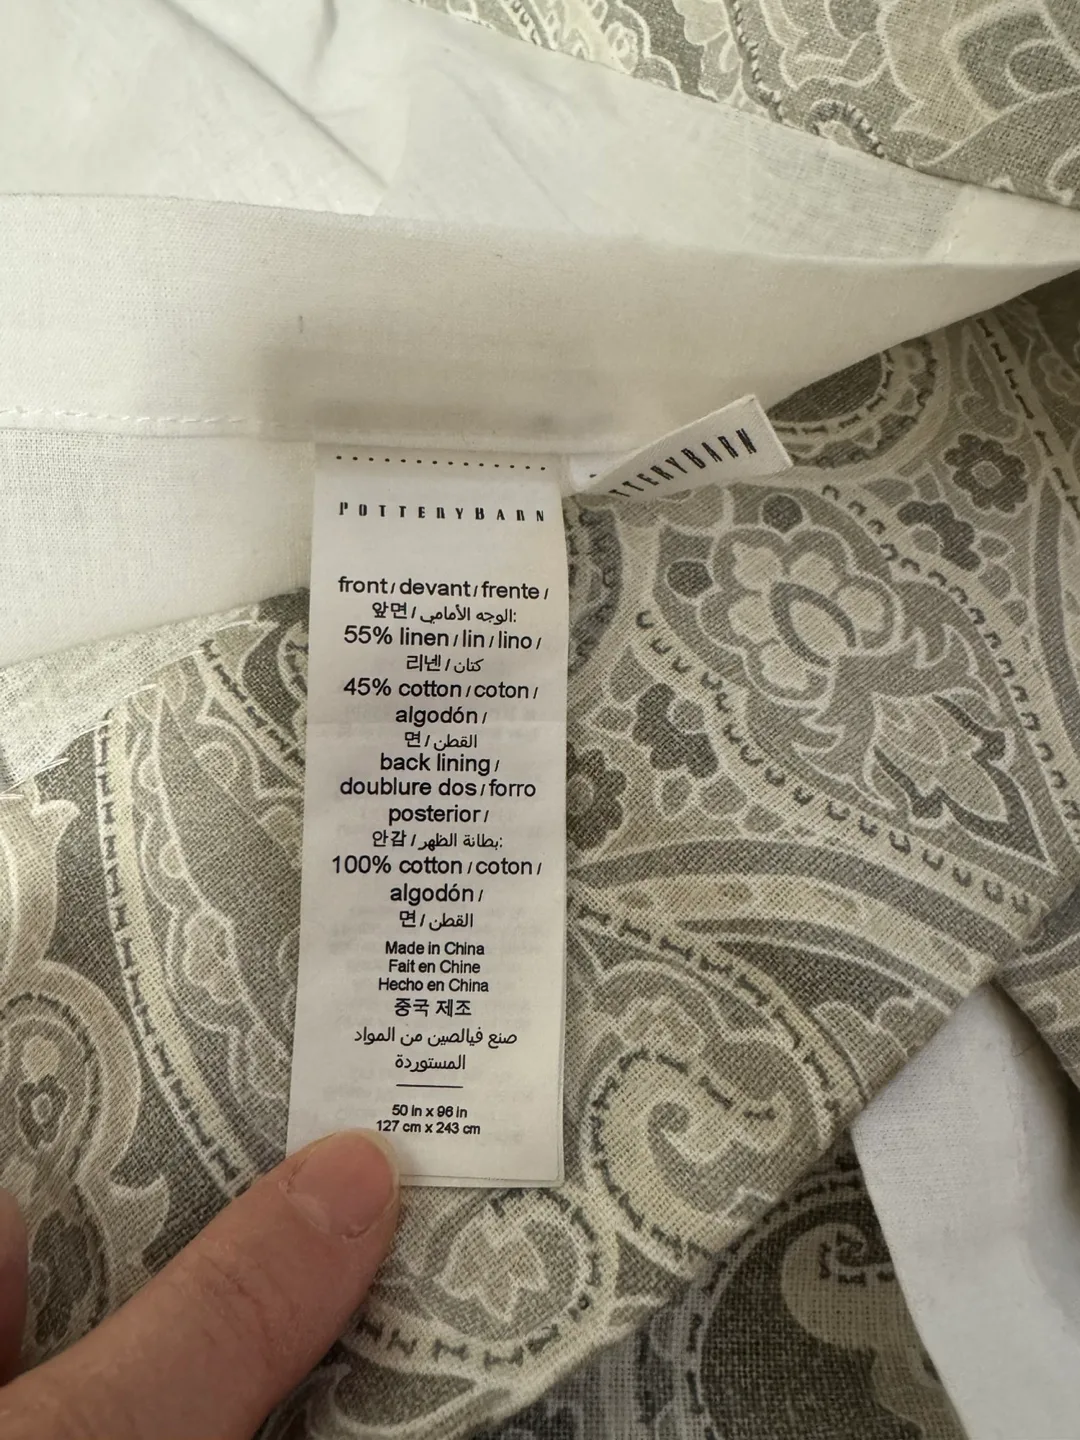 POTTERYBARN
TTERYBARN
front / devant / frente /
앞면 / الوجه الأمامي:
55% linen / lin / lino /
리넨 / كتان
45% cotton / coton /
algodón /
면 / القطن
back lining /
doublure dos / forro
posterior /
안감 / بطانة الظهر:
100% cotton / coton /
algodón /
면 / القطن
Made in China
Fait en Chine
Hecho en China
중국 제조
صنع فيالصين من المواد
المستوردة
50 in x 96 in
127 cm x 243 cm